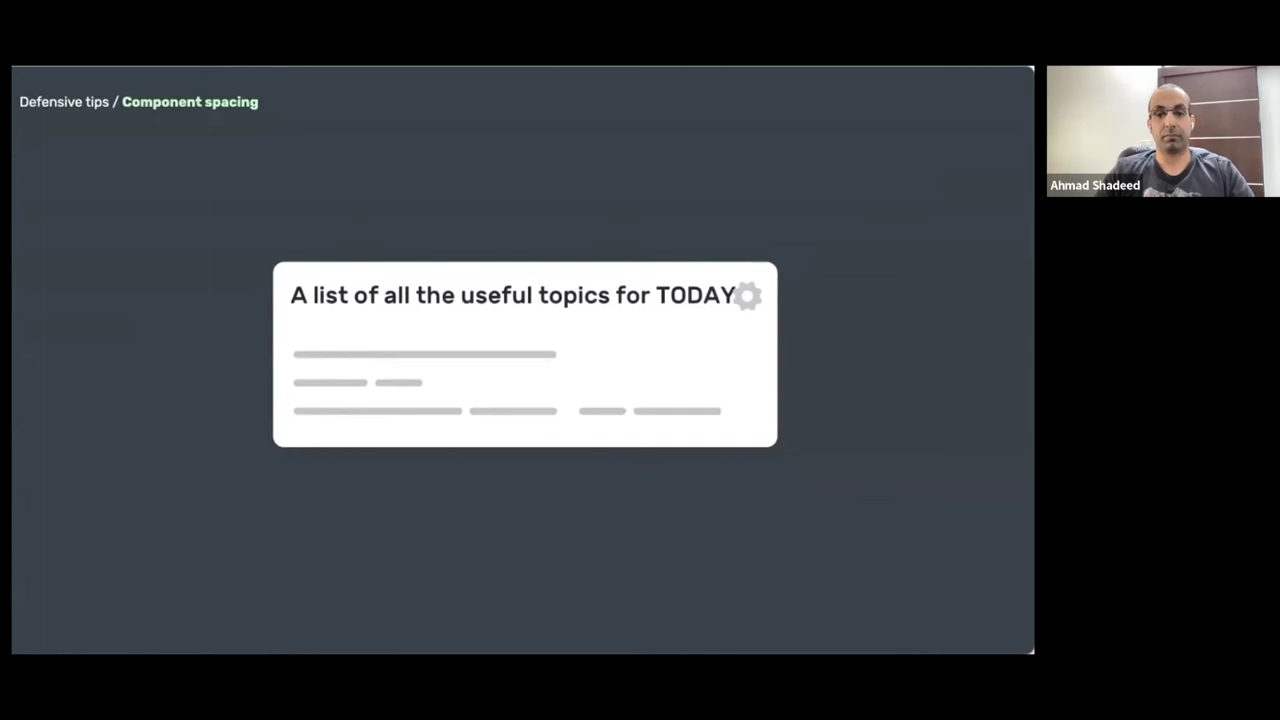 Defensive tips / Component spacing
A list of all the useful topics for TODAY
Ahmad Shadeed